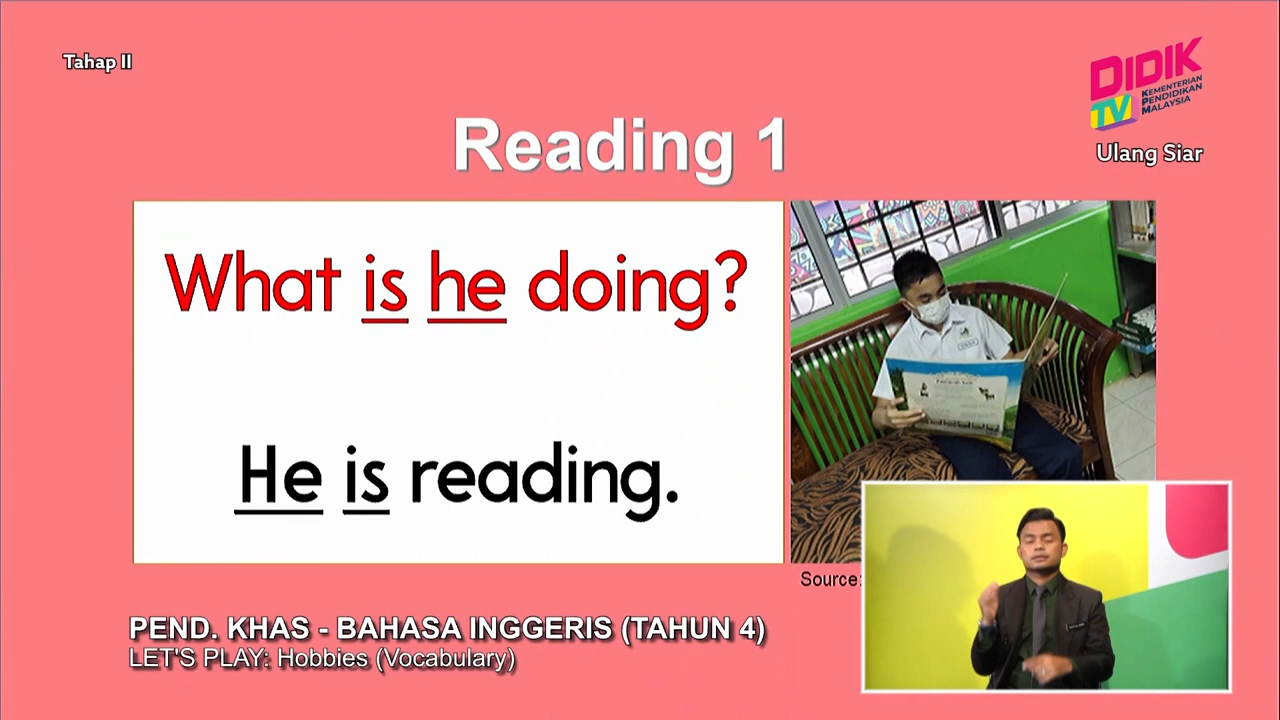 Tahap II
DIDIK
TV
KEMENTERIAN
PENDIDIKAN
MALAYSIA
Ulang Siar
Reading 1
What is he doing?
He is reading.
Source:
PEND. KHAS - BAHASA INGGERIS (TAHUN 4)
LET'S PLAY: Hobbies (Vocabulary)